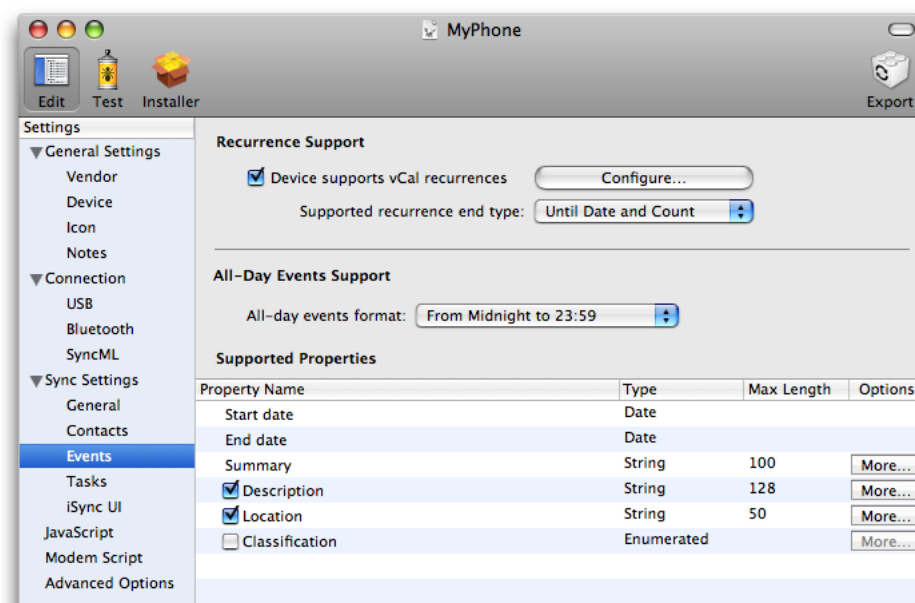 MyPhone
Edit Test Installer Export
Settings
General Settings
Vendor
Device
Icon
Notes
Connection
USB
Bluetooth
SyncML
Sync Settings
General
Contacts
Events
Tasks
iSync UI
JavaScript
Modem Script
Advanced Options
Recurrence Support
Device supports vCal recurrences Configure...
Supported recurrence end type: Until Date and Count
All-Day Events Support
All-day events format: From Midnight to 23:59
Supported Properties
Property Name Type Max Length Options
Start date Date
End date Date
Summary String 100 More...
Description String 128 More...
Location String 50 More...
Classification Enumerated More...